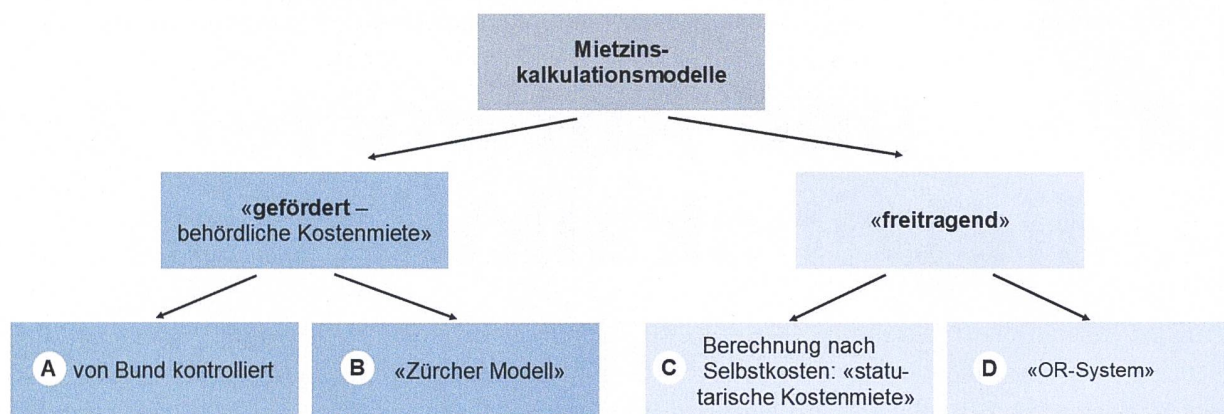 Mietzins-
kalkulationsmodelle
«gefördert –
behördliche Kostenmiete»
«freitragend»
A von Bund kontrolliert
B «Zürcher Modell»
C Berechnung nach
Selbstkosten: «statu-
tarische Kostenmiete»
D «OR-System»